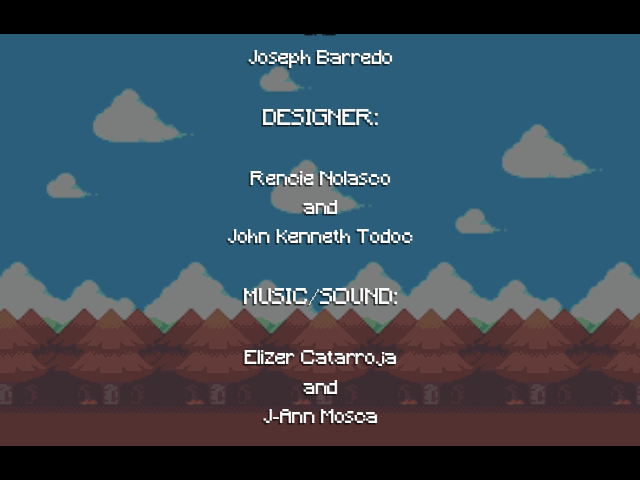 Joseph Barredo
DESIGNER:
Rencie Nolasco
and
John Kenneth Todoc
MUSIC/SOUND:
Elizer Catarroja
and
J-Ann Mosca